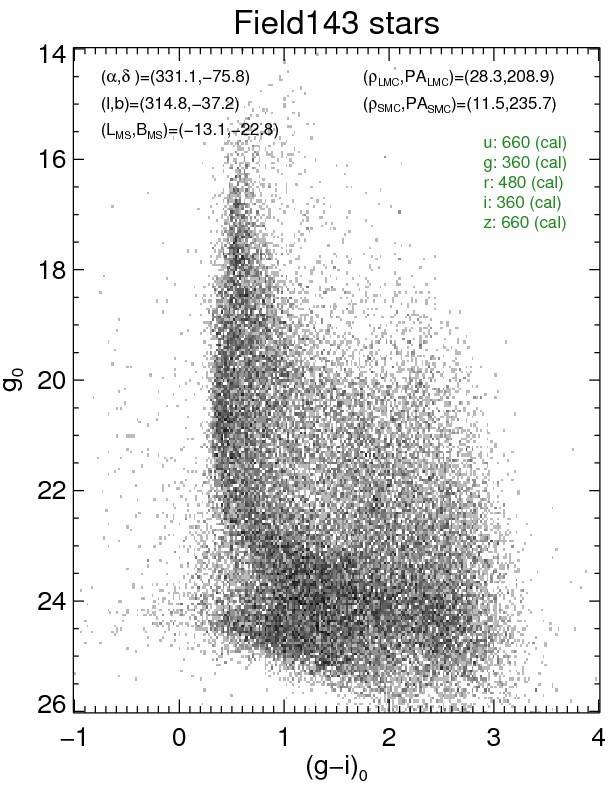 Field143 stars
(α,δ)=(331.1,−75.8)
(ρLMC,PALMC)=(28.3,208.9)
(l,b)=(314.8,−37.2)
(ρSMC,PASMC)=(11.5,235.7)
(LMS,BMS)=(−13.1,−22.8)
u: 660 (cal)
g: 360 (cal)
r: 480 (cal)
i: 360 (cal)
z: 660 (cal)
14
16
18
20
22
24
26
g0
−1 0 1 2 3 4
(g−i)0